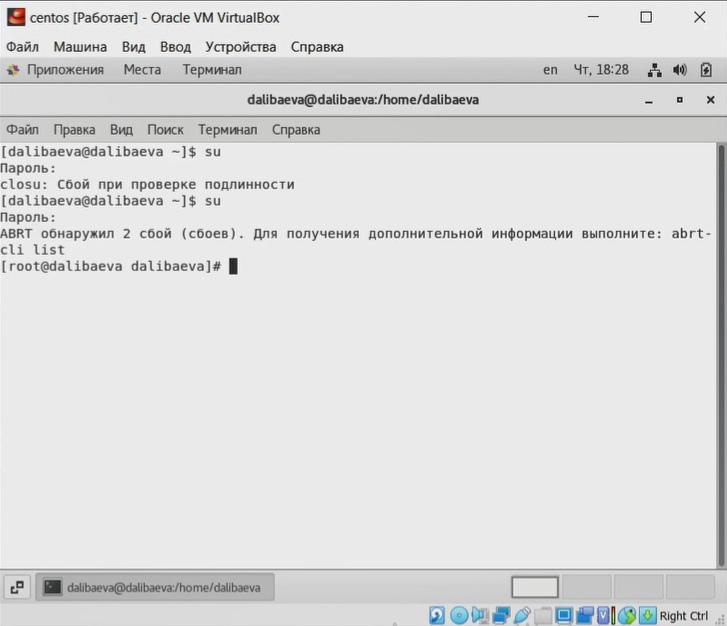 centos [Работает] - Oracle VM VirtualBox
Файл Машина Вид Ввод Устройства Справка
Приложения Места Терминал en Чт, 18:28
dalibaeva@dalibaeva:/home/dalibaeva
Файл Правка Вид Поиск Терминал Справка
[dalibaeva@dalibaeva ~]$ su
Пароль:
closu: Сбой при проверке подлинности
[dalibaeva@dalibaeva ~]$ su
Пароль:
ABRT обнаружил 2 сбой (сбоев). Для получения дополнительной информации выполните: abrt-
cli list
[root@dalibaeva dalibaeva]#
dalibaeva@dalibaeva:/home/dalibaeva
Right Ctrl